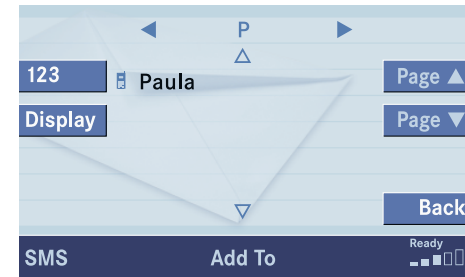 P
123
Paula
Page ▲
Display
Page ▼
Back
SMS
Add To
Ready